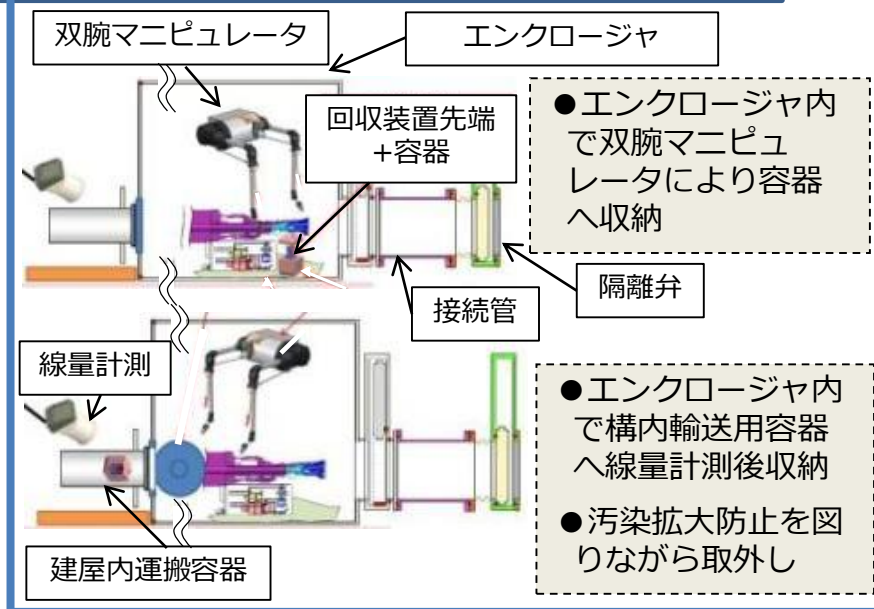 双腕マニピュレータ
エンクロージャ
回収装置先端
+容器
●エンクロージャ内
で双腕マニピュ
レータにより容器
へ収納
隔離弁
接続管
線量計測
●エンクロージャ内
で構内輸送用容器
へ線量計測後収納
●汚染拡大防止を図
りながら取外し
建屋内運搬容器